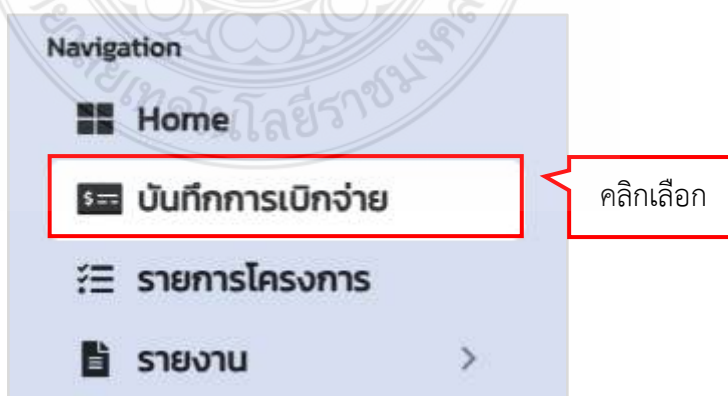 Navigation
Home
บันทึกการเบิกจ่าย
คลิกเลือก
รายการโครงการ
รายงาน